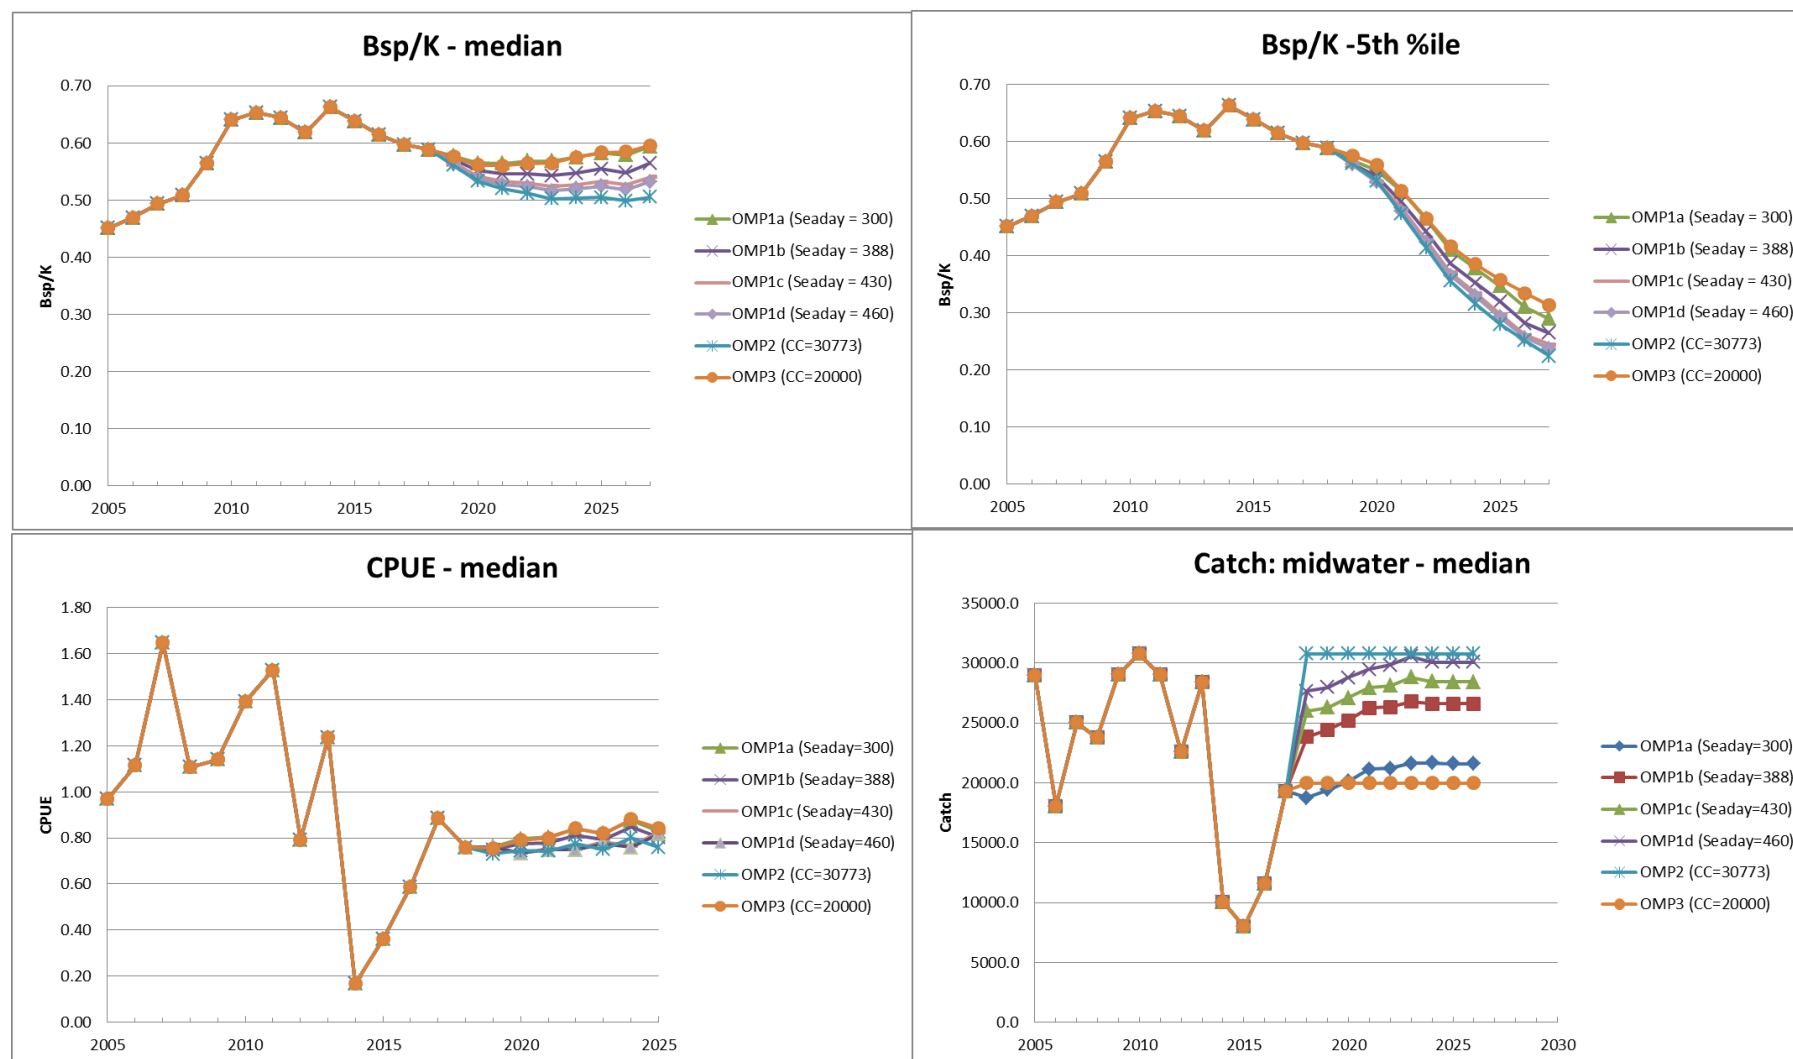 Bsp/K - median
0.70
0.60
0.50
0.40
0.30
0.20
0.10
0.00
Bsp/K
2005 2010 2015 2020 2025
OMP1a (Seaday = 300)
OMP1b (Seaday = 388)
OMP1c (Seaday = 430)
OMP1d (Seaday = 460)
OMP2 (CC=30773)
OMP3 (CC=20000)
Bsp/K -5th %ile
0.70
0.60
0.50
0.40
0.30
0.20
0.10
0.00
Bsp/K
2005 2010 2015 2020 2025
OMP1a (Seaday = 300)
OMP1b (Seaday = 388)
OMP1c (Seaday = 430)
OMP1d (Seaday = 460)
OMP2 (CC=30773)
OMP3 (CC=20000)
CPUE - median
1.80
1.60
1.40
1.20
1.00
0.80
0.60
0.40
0.20
0.00
CPUE
2005 2010 2015 2020 2025
OMP1a (Seaday=300)
OMP1b (Seaday=388)
OMP1c (Seaday=430)
OMP1d (Seaday=460)
OMP2 (CC=30773)
OMP3 (CC=20000)
Catch: midwater - median
35000.0
30000.0
25000.0
20000.0
15000.0
10000.0
5000.0
0.0
Catch
2005 2010 2015 2020 2025 2030
OMP1a (Seaday=300)
OMP1b (Seaday=388)
OMP1c (Seaday=430)
OMP1d (Seaday=460)
OMP2 (CC=30773)
OMP3 (CC=20000)